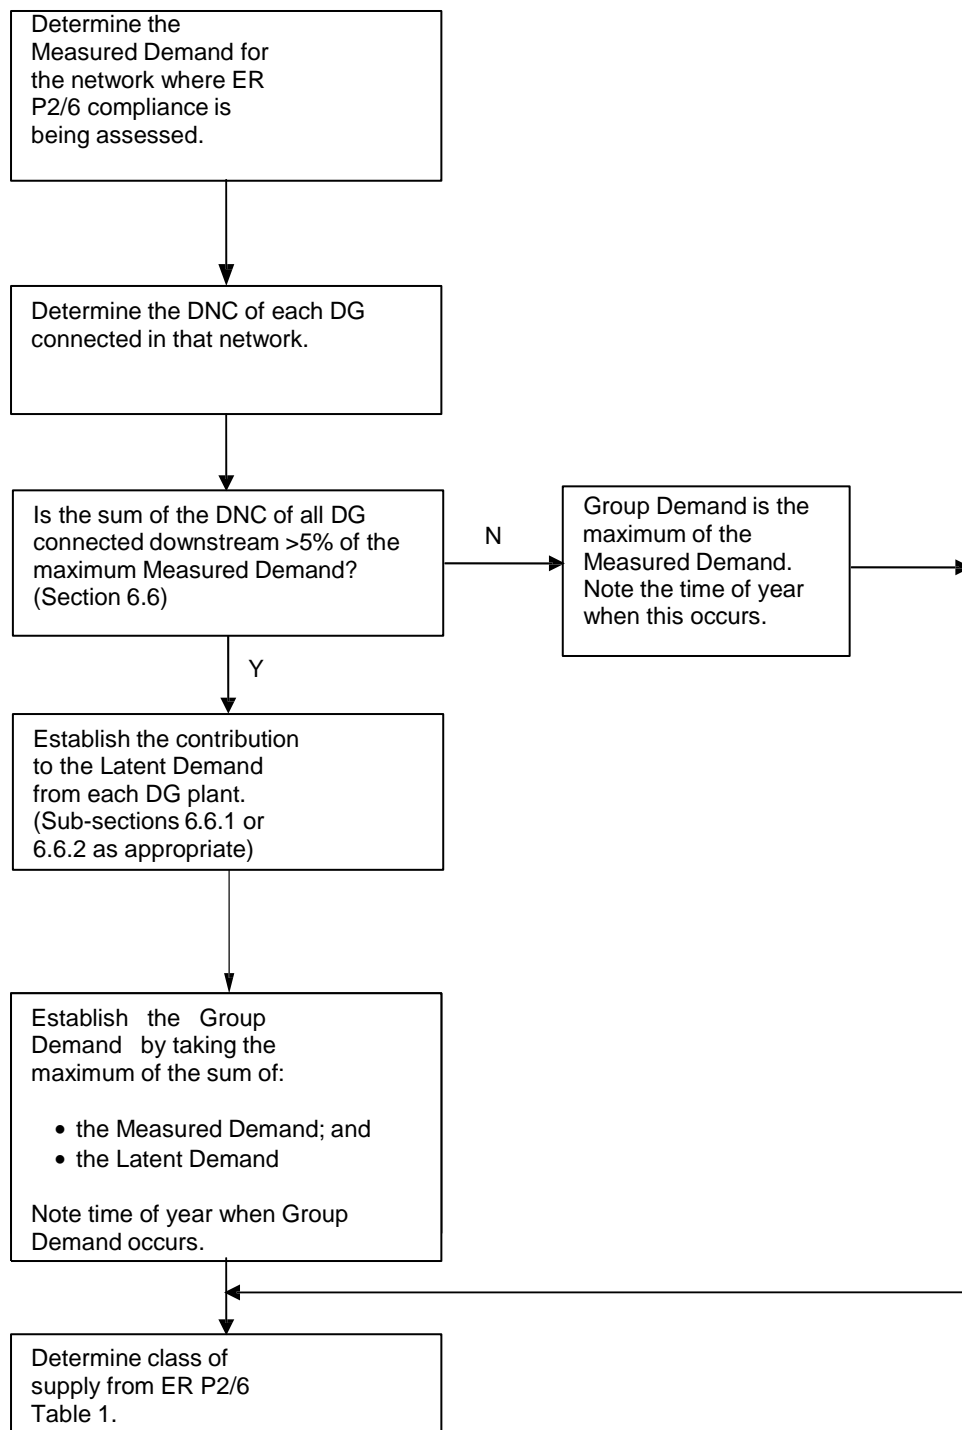 Determine the
Measured Demand for
the network where ER
P2/6 compliance is
being assessed.
Determine the DNC of each DG
connected in that network.
Is the sum of the DNC of all DG
connected downstream >5% of the
maximum Measured Demand?
(Section 6.6)
N
Group Demand is the
maximum of the
Measured Demand.
Note the time of year
when this occurs.
Y
Establish the contribution
to the Latent Demand
from each DG plant.
(Sub-sections 6.6.1 or
6.6.2 as appropriate)
Establish the Group
Demand by taking the
maximum of the sum of:
• the Measured Demand; and
• the Latent Demand
Note time of year when Group
Demand occurs.
Determine class of
supply from ER P2/6
Table 1.